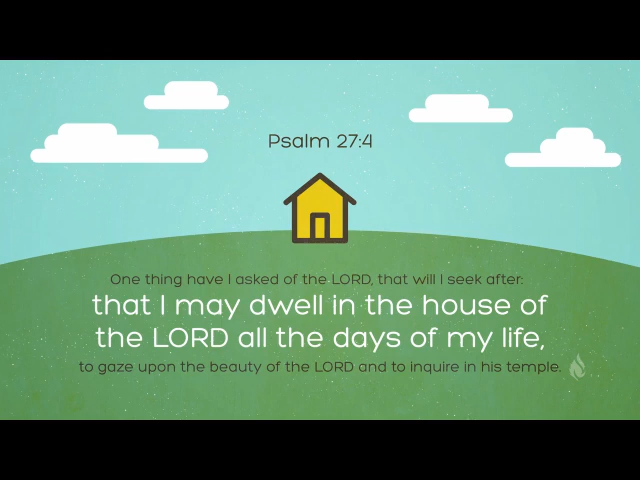 Psalm 27:4
One thing have I asked of the LORD, that will I seek after:
that I may dwell in the house of
the LORD all the days of my life,
to gaze upon the beauty of the LORD and to inquire in his temple.